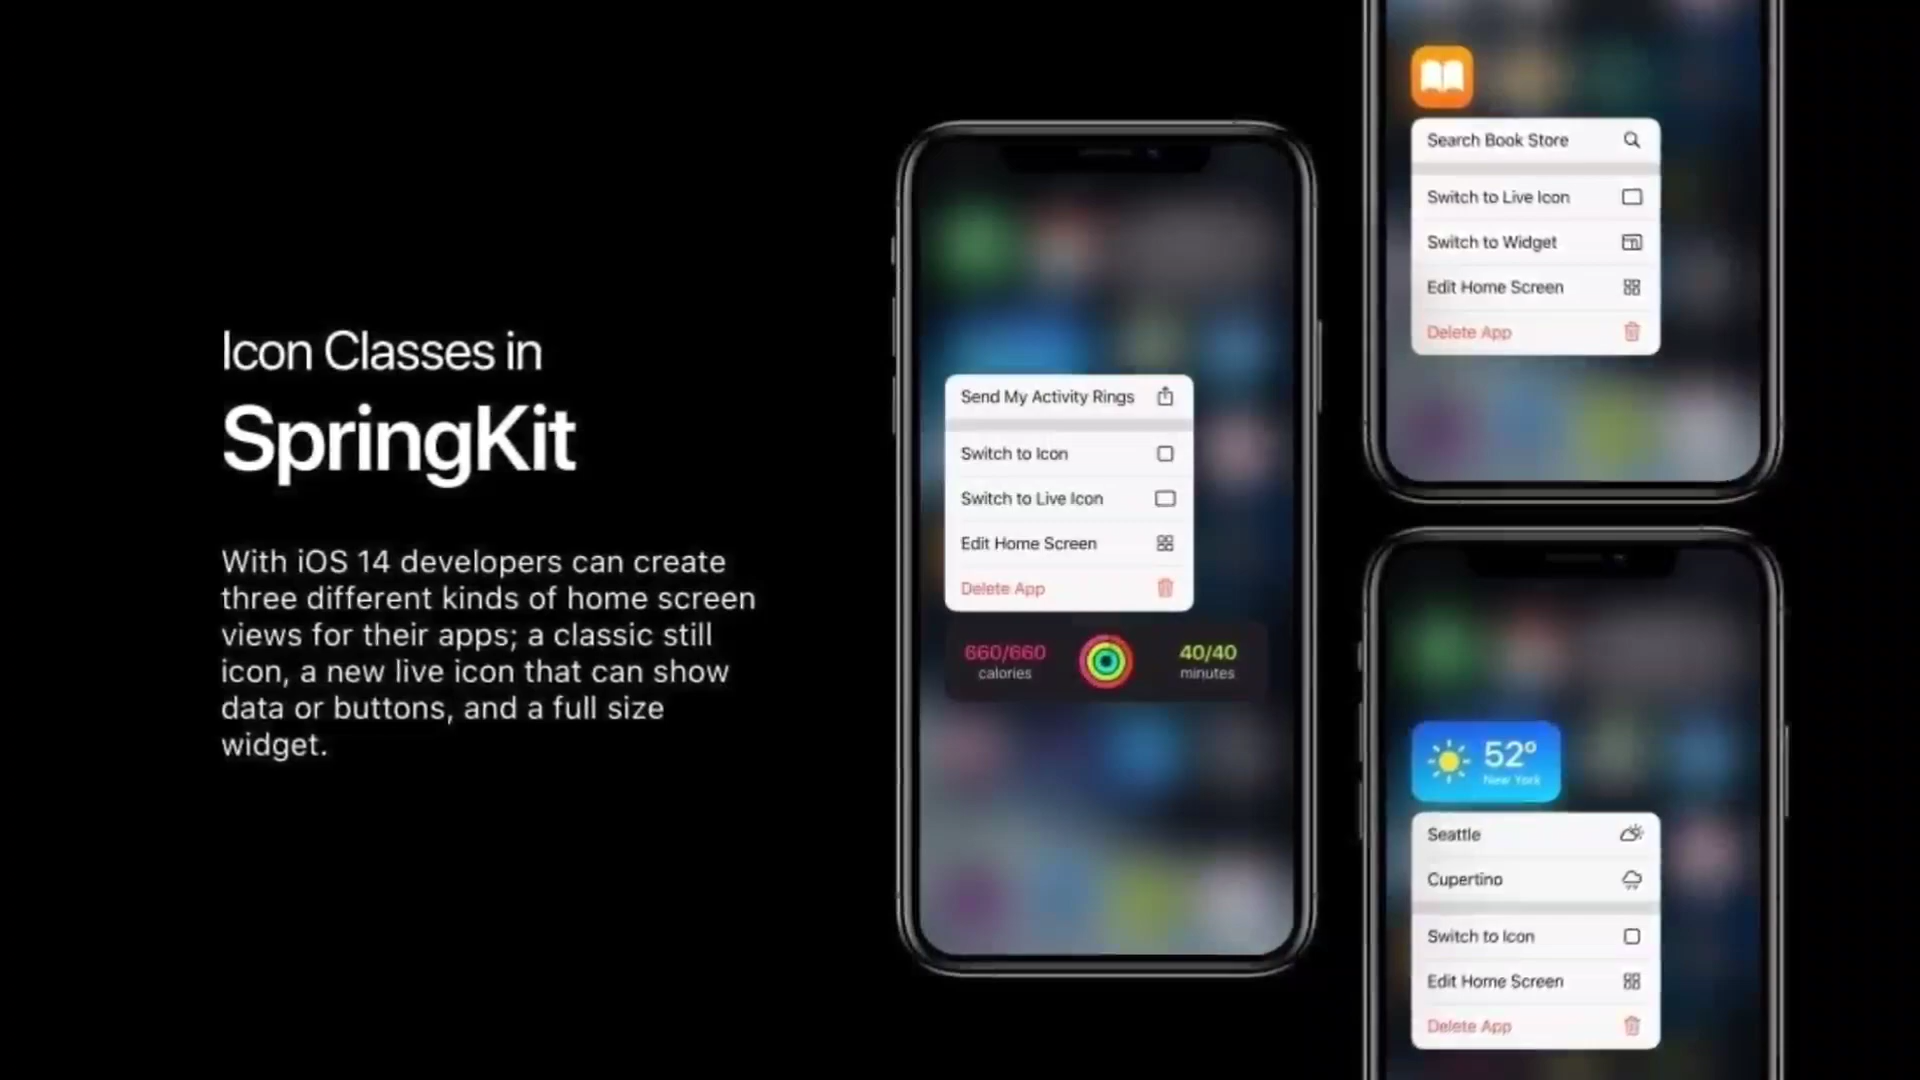 Icon Classes in
SpringKit
With iOS 14 developers can create
three different kinds of home screen
views for their apps; a classic still
icon, a new live icon that can show
data or buttons, and a full size
widget.
Send My Activity Rings
Switch to Icon
Switch to Live Icon
Edit Home Screen
Delete App
660/660
calories
40/40
minutes
Search Book Store
Switch to Live Icon
Switch to Widget
Edit Home Screen
Delete App
52°
New York
Seattle
Cupertino
Switch to Icon
Edit Home Screen
Delete App